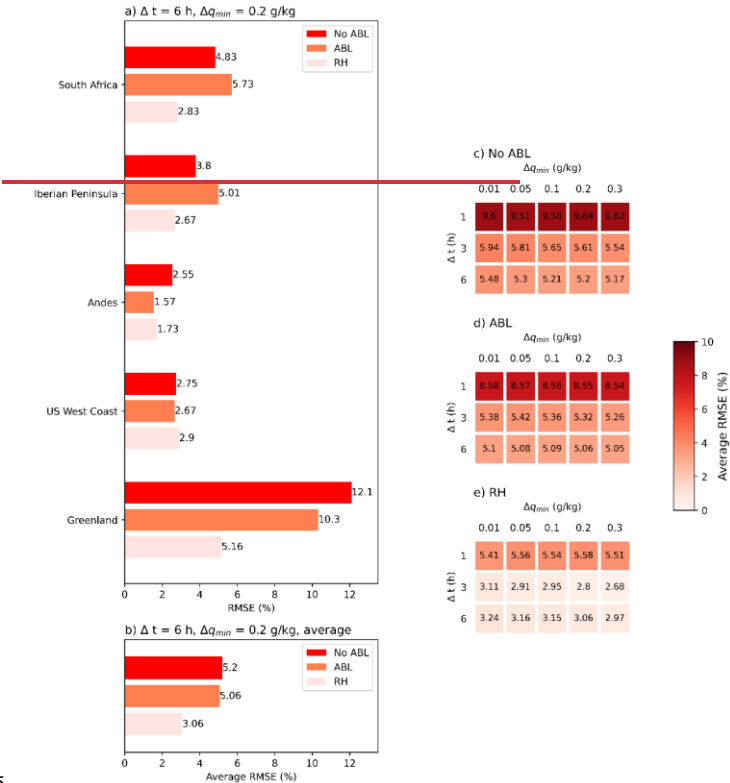 a) Δ t = 6 h, Δqmin = 0.2 g/kg
No ABL
ABL
RH
South Africa
4.83
5.73
2.83
Iberian Peninsula
3.8
5.01
2.67
Andes
2.55
1.57
1.73
US West Coast
2.75
2.67
2.9
Greenland
12.1
10.3
5.16
0 2 4 6 8 10 12
RMSE (%)
b) Δ t = 6 h, Δqmin = 0.2 g/kg, average
No ABL
ABL
RH
5.2
5.06
3.06
0 2 4 6 8 10 12
Average RMSE (%)
c) No ABL
Δqmin (g/kg)
0.01 0.05 0.1 0.2 0.3
Δ t (h)
1 9.6 9.51 9.58 9.64 9.62
3 5.94 5.81 5.65 5.61 5.54
6 5.48 5.3 5.21 5.2 5.17
d) ABL
Δqmin (g/kg)
0.01 0.05 0.1 0.2 0.3
Δ t (h)
1 8.58 8.57 8.56 8.55 8.54
3 5.38 5.42 5.36 5.32 5.26
6 5.1 5.08 5.09 5.06 5.05
e) RH
Δqmin (g/kg)
0.01 0.05 0.1 0.2 0.3
Δ t (h)
1 5.41 5.56 5.54 5.58 5.51
3 3.11 2.91 2.95 2.8 2.68
6 3.24 3.16 3.15 3.06 2.97
10
8
6
4
2
0
Average RMSE (%)